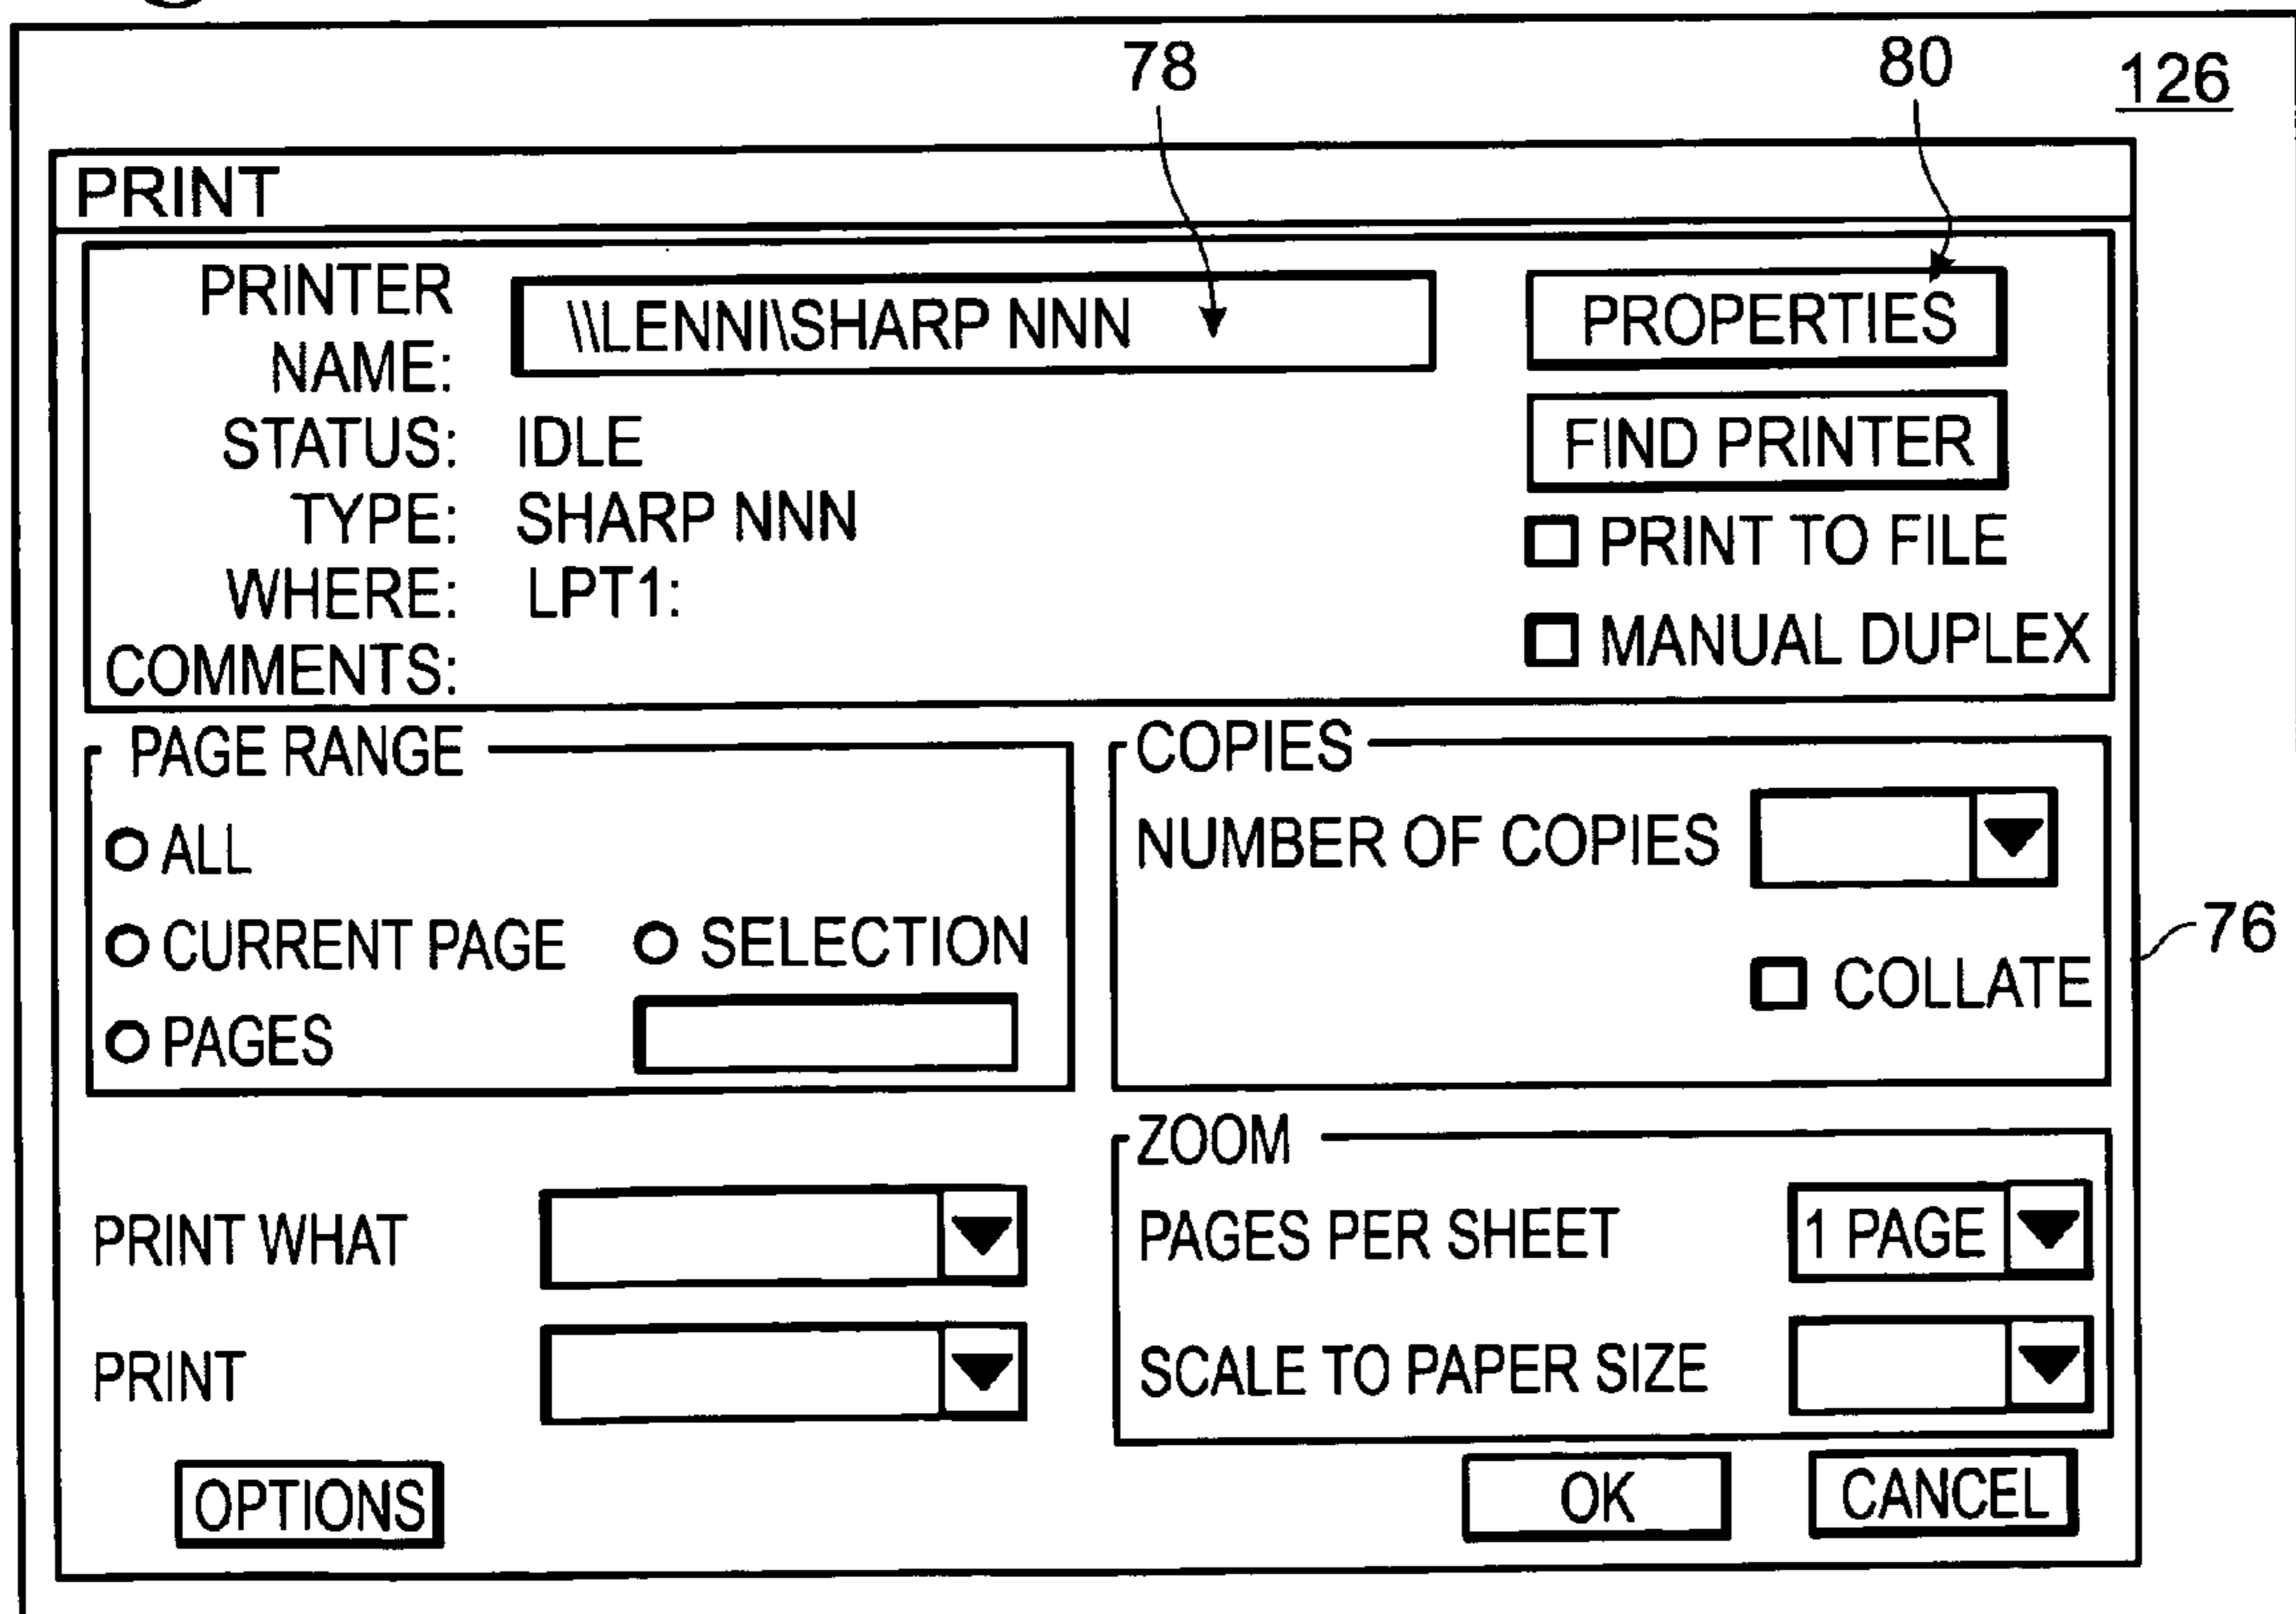 78 80 126
PRINT
PRINTER
NAME: \\LENNI\SHARP NNN PROPERTIES
STATUS: IDLE FIND PRINTER
TYPE: SHARP NNN PRINT TO FILE
WHERE: LPT1: MANUAL DUPLEX
COMMENTS:
PAGE RANGE
ALL
CURRENT PAGE SELECTION
PAGES
COPIES
NUMBER OF COPIES
COLLATE
76
PRINT WHAT
PRINT
ZOOM
PAGES PER SHEET 1 PAGE
SCALE TO PAPER SIZE
OPTIONS OK CANCEL